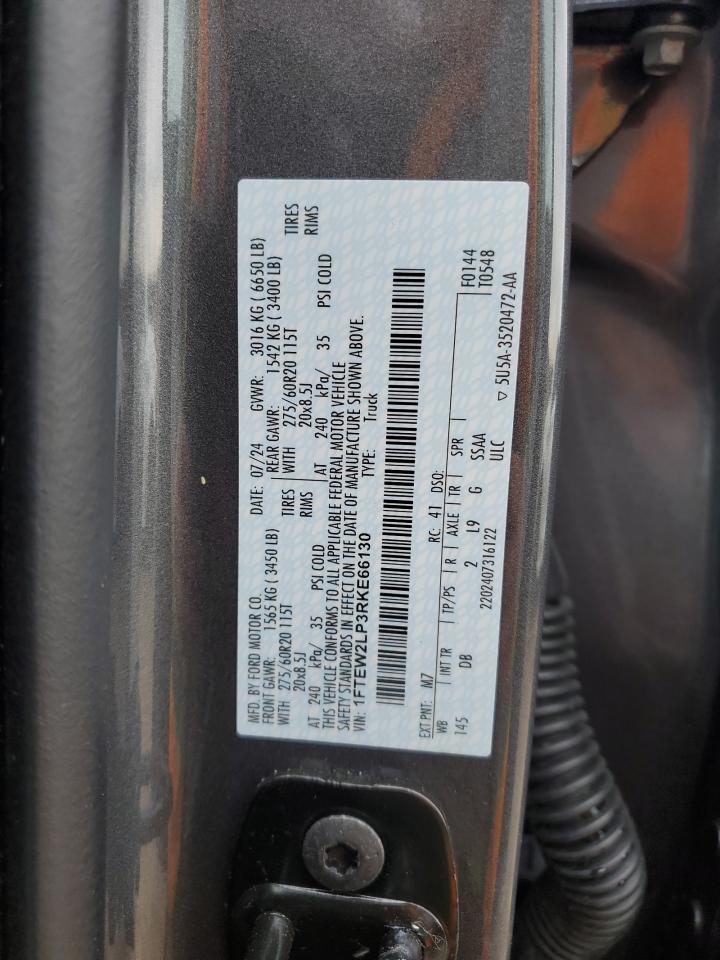 MFD. BY FORD MOTOR CO.
DATE: 07/24 GVWR: 3016 KG ( 6650 LB)
FRONT GAWR: 1565 KG ( 3450 LB) REAR GAWR: 1542 KG ( 3400 LB)
WITH 275/60R20 115T TIRES WITH 275/60R20 115T TIRES
20x8.5J RIMS 20x8.5J RIMS
AT 240 kPa/ 35 PSI COLD AT 240 kPa/ 35 PSI COLD
THIS VEHICLE CONFORMS TO ALL APPLICABLE FEDERAL MOTOR VEHICLE
SAFETY STANDARDS IN EFFECT ON THE DATE OF MANUFACTURE SHOWN ABOVE.
VIN: 1FTEW2LP3RKE66130 TYPE: Truck
EXT PNT: M7 RC: 41 DSO: F0144
WB INT TR TP/PS R AXLE TR SPR T0548
145 DB 2 L9 G SSAA
2202407316122 ULC ▽ 5U5A-3520472-AA